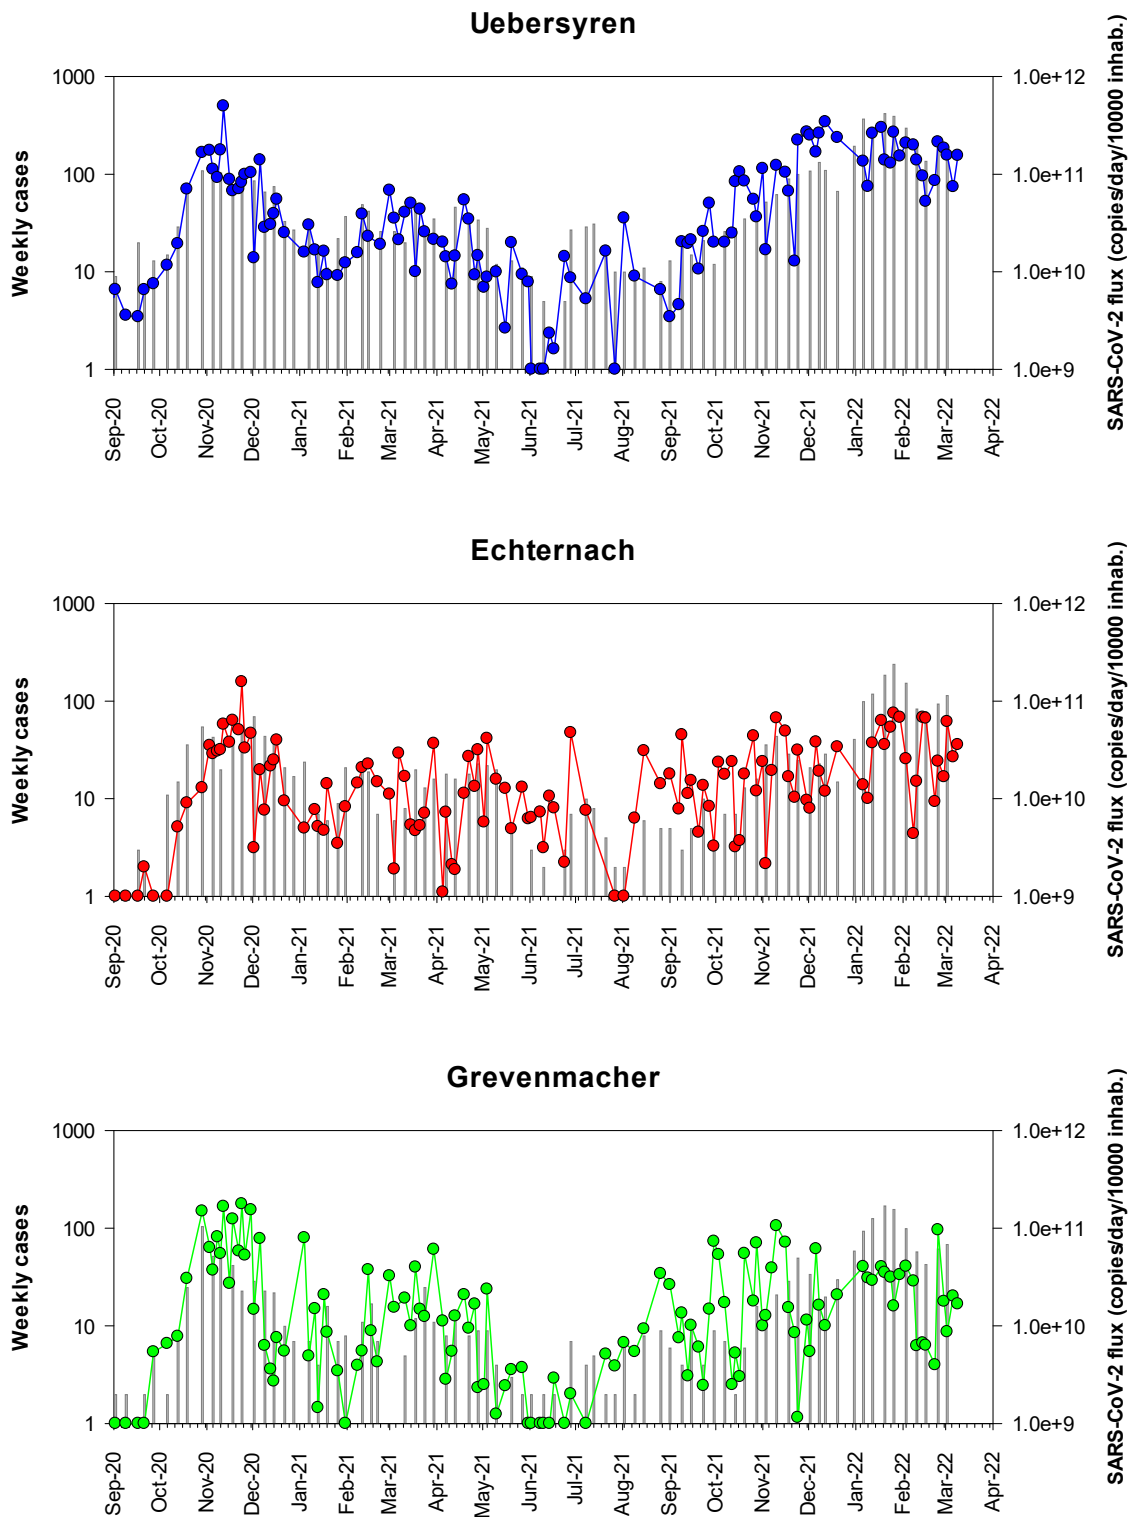 Uebersyren
Weekly cases
1000
100
10
1
1.0e+12
1.0e+11
1.0e+10
1.0e+9
SARS-CoV-2 flux (copies/day/10000 inhab.)
Sep-20
Oct-20
Nov-20
Dec-20
Jan-21
Feb-21
Mar-21
Apr-21
May-21
Jun-21
Jul-21
Aug-21
Sep-21
Oct-21
Nov-21
Dec-21
Jan-22
Feb-22
Mar-22
Apr-22
Echternach
Weekly cases
1000
100
10
1
1.0e+12
1.0e+11
1.0e+10
1.0e+9
SARS-CoV-2 flux (copies/day/10000 inhab.)
Sep-20
Oct-20
Nov-20
Dec-20
Jan-21
Feb-21
Mar-21
Apr-21
May-21
Jun-21
Jul-21
Aug-21
Sep-21
Oct-21
Nov-21
Dec-21
Jan-22
Feb-22
Mar-22
Apr-22
Grevenmacher
Weekly cases
1000
100
10
1
1.0e+12
1.0e+11
1.0e+10
1.0e+9
SARS-CoV-2 flux (copies/day/10000 inhab.)
Sep-20
Oct-20
Nov-20
Dec-20
Jan-21
Feb-21
Mar-21
Apr-21
May-21
Jun-21
Jul-21
Aug-21
Sep-21
Oct-21
Nov-21
Dec-21
Jan-22
Feb-22
Mar-22
Apr-22